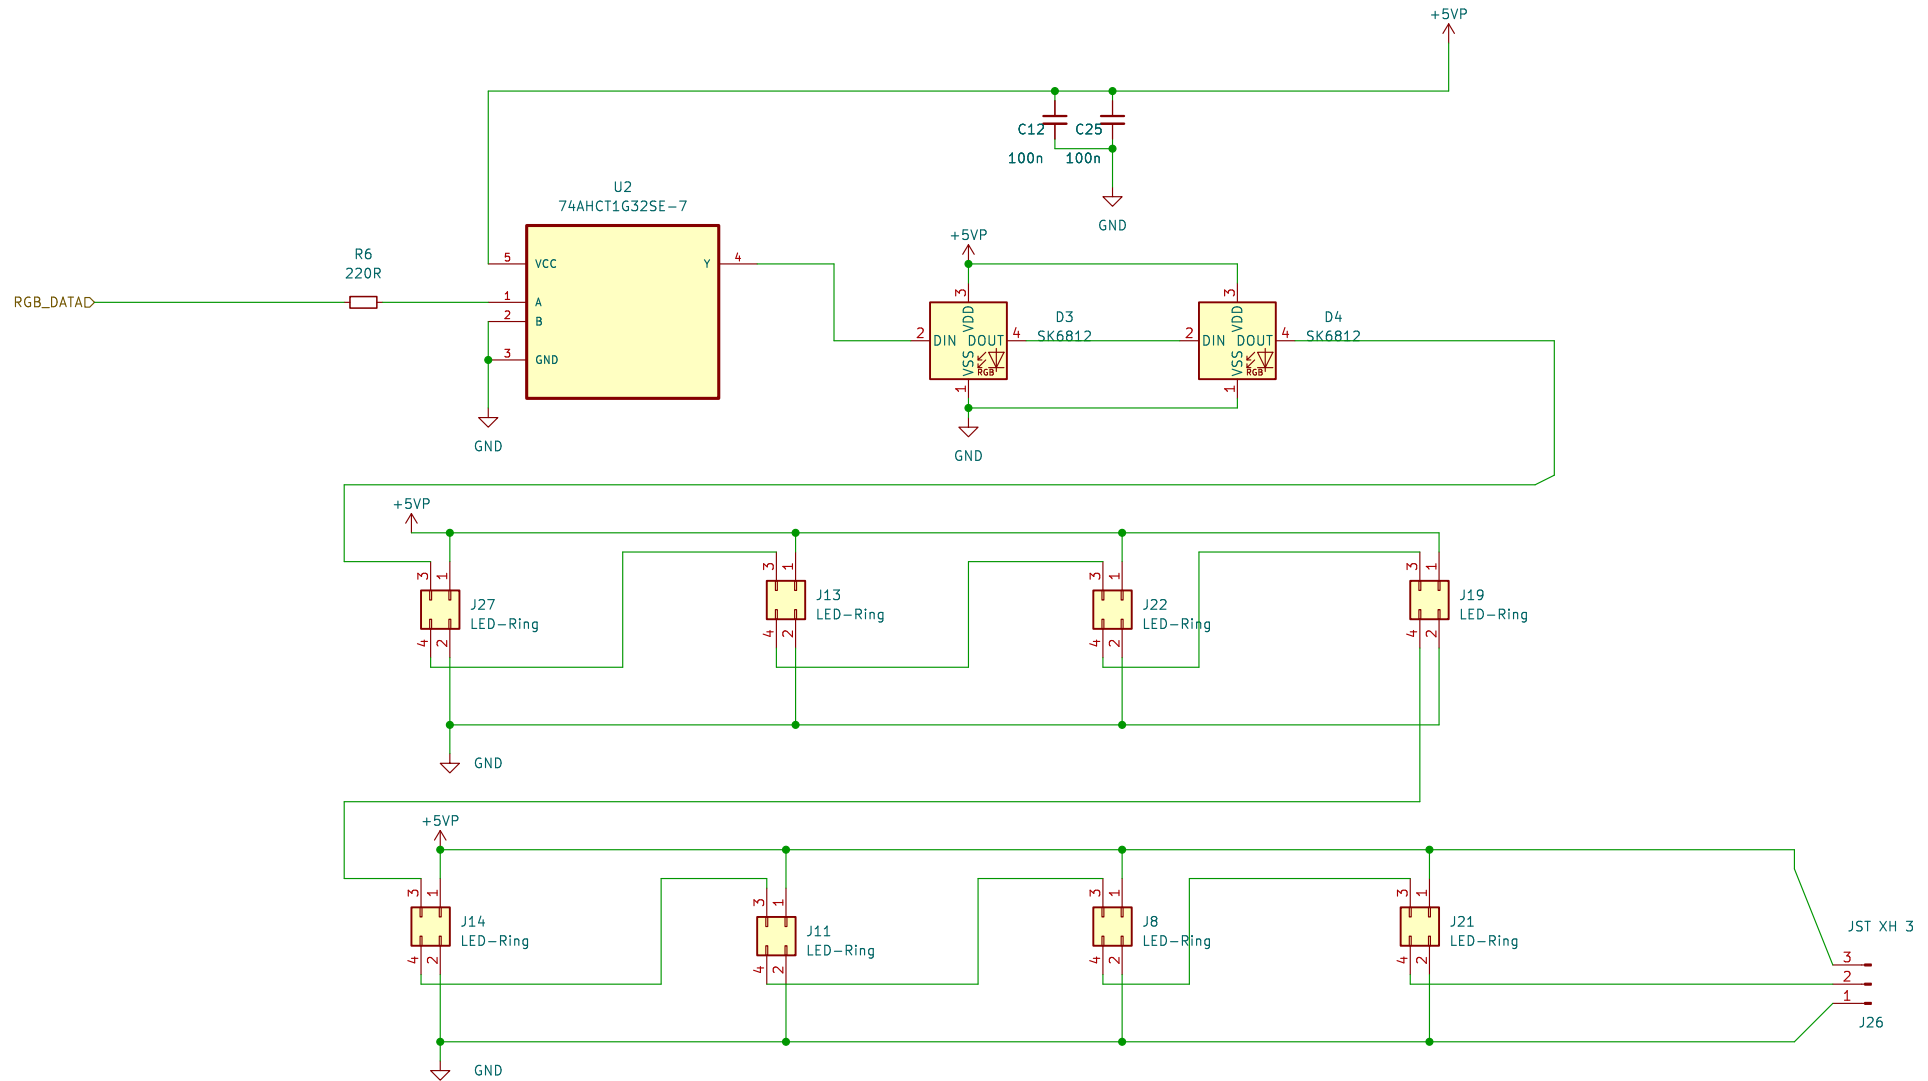 +5VP
C12 C25
100n 100n
GND
U2
74AHCT1G32SE-7
R6
220R
RGB_DATA
5 VCC
1 A
2 B
3 GND
Y 4
GND
+5VP
3 VDD
2 DIN DOUT 4
VSS RGB
1
D3
SK6812
GND
3 VDD
2 DIN DOUT 4
VSS RGB
1
D4
SK6812
+5VP
3 1
J27
LED-Ring
4 2
3 1
J13
LED-Ring
4 2
3 1
J22
LED-Ring
4 2
3 1
J19
LED-Ring
4 2
GND
+5VP
3 1
J14
LED-Ring
4 2
3 1
J11
LED-Ring
4 2
3 1
J8
LED-Ring
4 2
3 1
J21
LED-Ring
4 2
JST XH 3
3
2
1
J26
GND